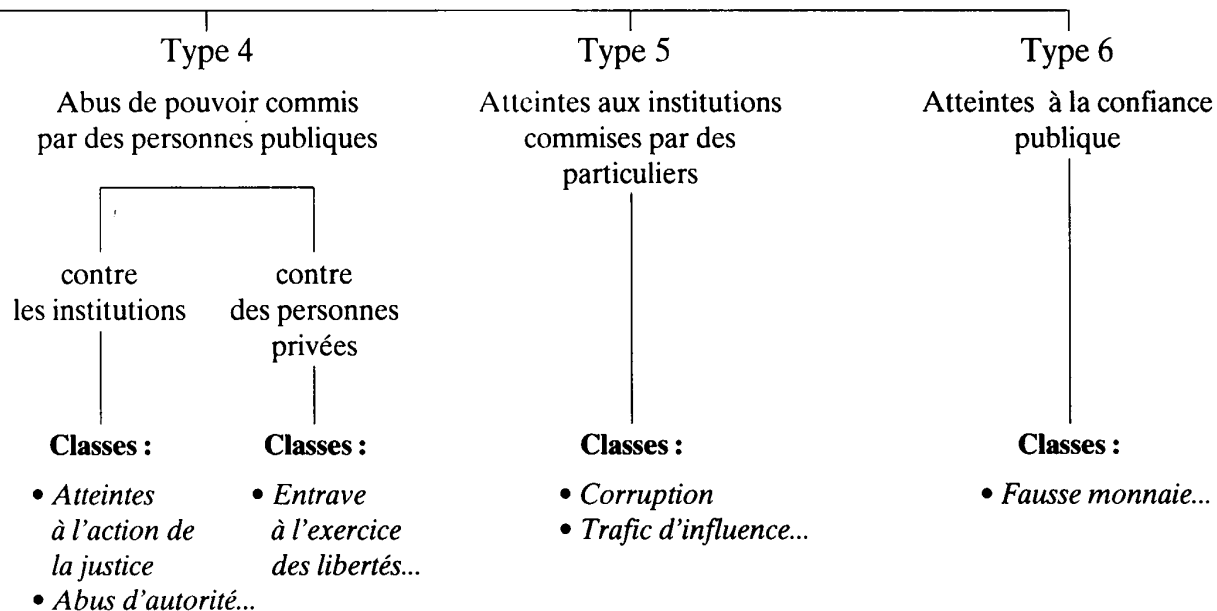 Type 4
Abus de pouvoir commis
par des personnes publiques
contre
les institutions
Classes :
• Atteintes
à l'action de
la justice
• Abus d'autorité...
contre
des personnes
privées
Classes :
• Entrave
à l'exercice
des libertés...
Type 5
Atteintes aux institutions
commises par des
particuliers
Classes :
• Corruption
• Trafic d'influence...
Type 6
Atteintes à la confiance
publique
Classes :
• Fausse monnaie...